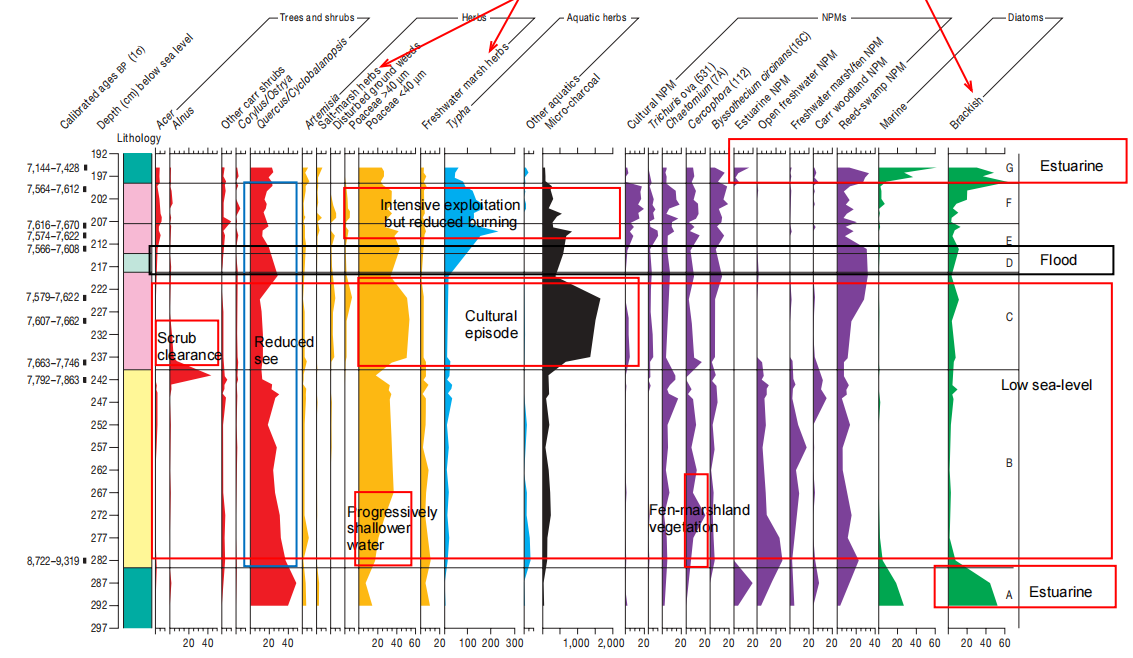 Trees and shrubs
Herbs
Aquatic herbs
NPMs
Diatoms
Calibrated ages BP (1σ)
Depth (cm) below sea level
Acer
Alnus
Other carr shrubs
Corylus/Ostrya
Quercus/Cyclobalanopsis
Artemisia
Salt-marsh herbs
Disturbed ground weeds
Poaceae >40 μm
Poaceae <40 μm
Freshwater marsh herbs
Typha
Other aquatics
Micro-charcoal
Cultural NPM
Trichuris ova (531)
Chaetomium (7A)
Cercophora (112)
Byssothecium circinans(16C)
Estuarine NPM
Open freshwater NPM
Freshwater marsh/fen NPM
Carr woodland NPM
Reed-swamp NPM
Marine
Brackish
Lithology
192
7,144–7,428
197
G
Estuarine
7,564–7,612
202
F
Intensive exploitation
but reduced burning
7,616–7,670
207
7,574–7,622
212
E
7,566–7,608
217
D
Flood
222
7,579–7,622
227
C
Cultural
episode
7,607–7,662
232
Scrub
clearance
Reduced
see
237
7,663–7,746
7,792–7,863
242
Low sea-level
247
252
257
262
B
267
272
Progressively
shallower
water
Fen-marshland
vegetation
277
8,722–9,319
282
287
292
A
Estuarine
297
20 40 20 40 20 40 60 20 100 200 300 1,000 2,000 20 20 20 20 20 20 20 20 20 20 20 40 60 20 40 60